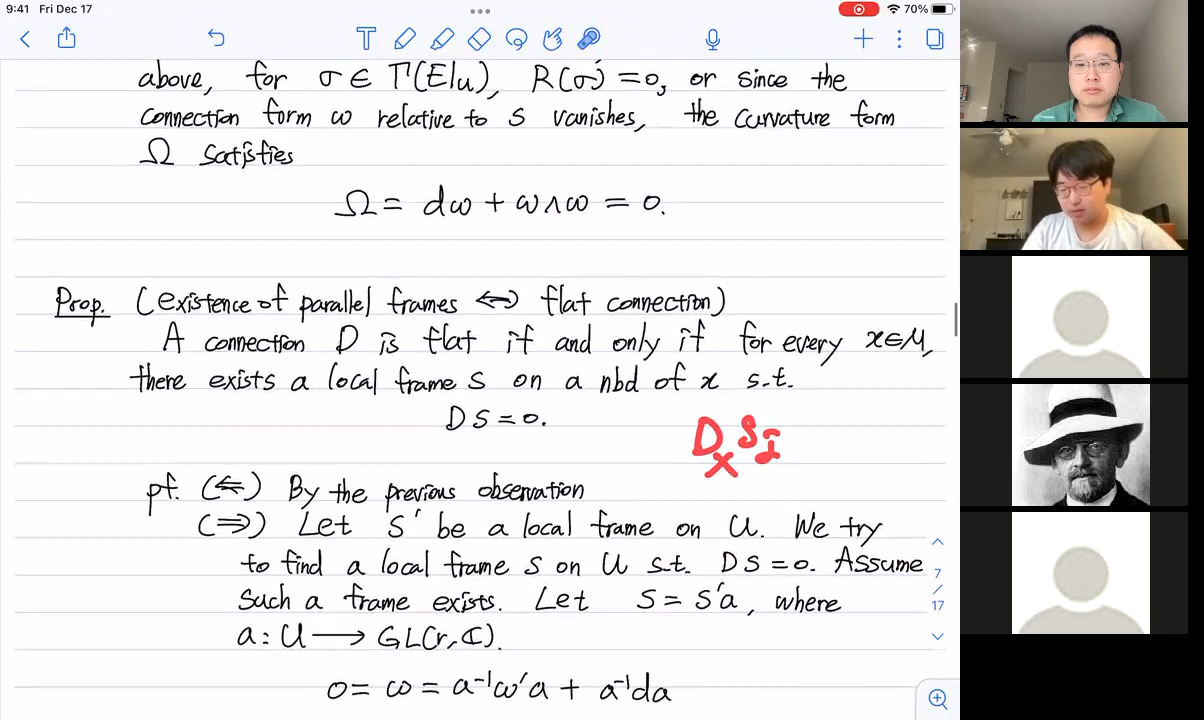 9:41 Fri Dec 17
70%
above, for σ ∈ Γ(E|u), R(σ) = 0, or since the
connection form ω relative to s vanishes, the curvature form
Ω satisfies
Ω = dω + ω∧ω = 0.
Prop. (existence of parallel frames ⟺ flat connection)
A connection D is flat if and only if for every x∈M,
there exists a local frame s on a nbd of x s.t.
DS = 0.
D_X S_i
pf. (⇐) By the previous observation
(⇒) Let S' be a local frame on U. We try
to find a local frame s on U s.t. DS = 0. Assume
such a frame exists. Let S = S'a, where
a : U ⟶ GL(r, ℂ).
0 = ω = a⁻¹ω'a + a⁻¹da
7
/
17